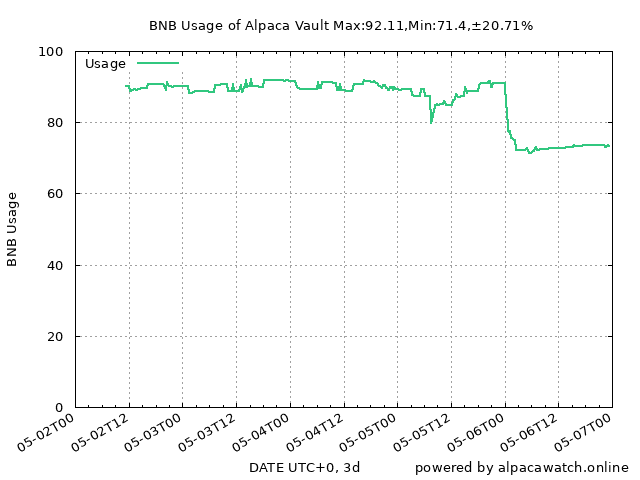 BNB Usage of Alpaca Vault Max:92.11,Min:71.4,±20.71%
100
Usage
80
60
BNB Usage
40
20
0
05-02T00
05-02T12
05-03T00
05-03T12
05-04T00
05-04T12
05-05T00
05-05T12
05-06T00
05-06T12
05-07T00
DATE UTC+0, 3d
powered by alpacawatch.online